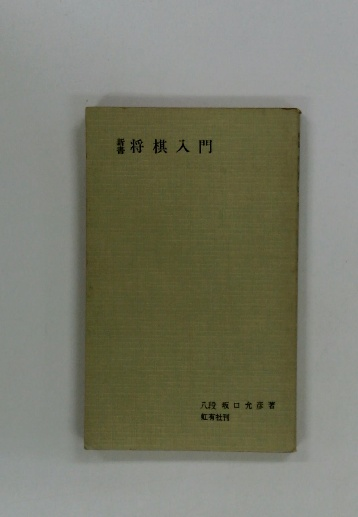 新書 将棋入門
八段 坂口允彦著
虹有社刊